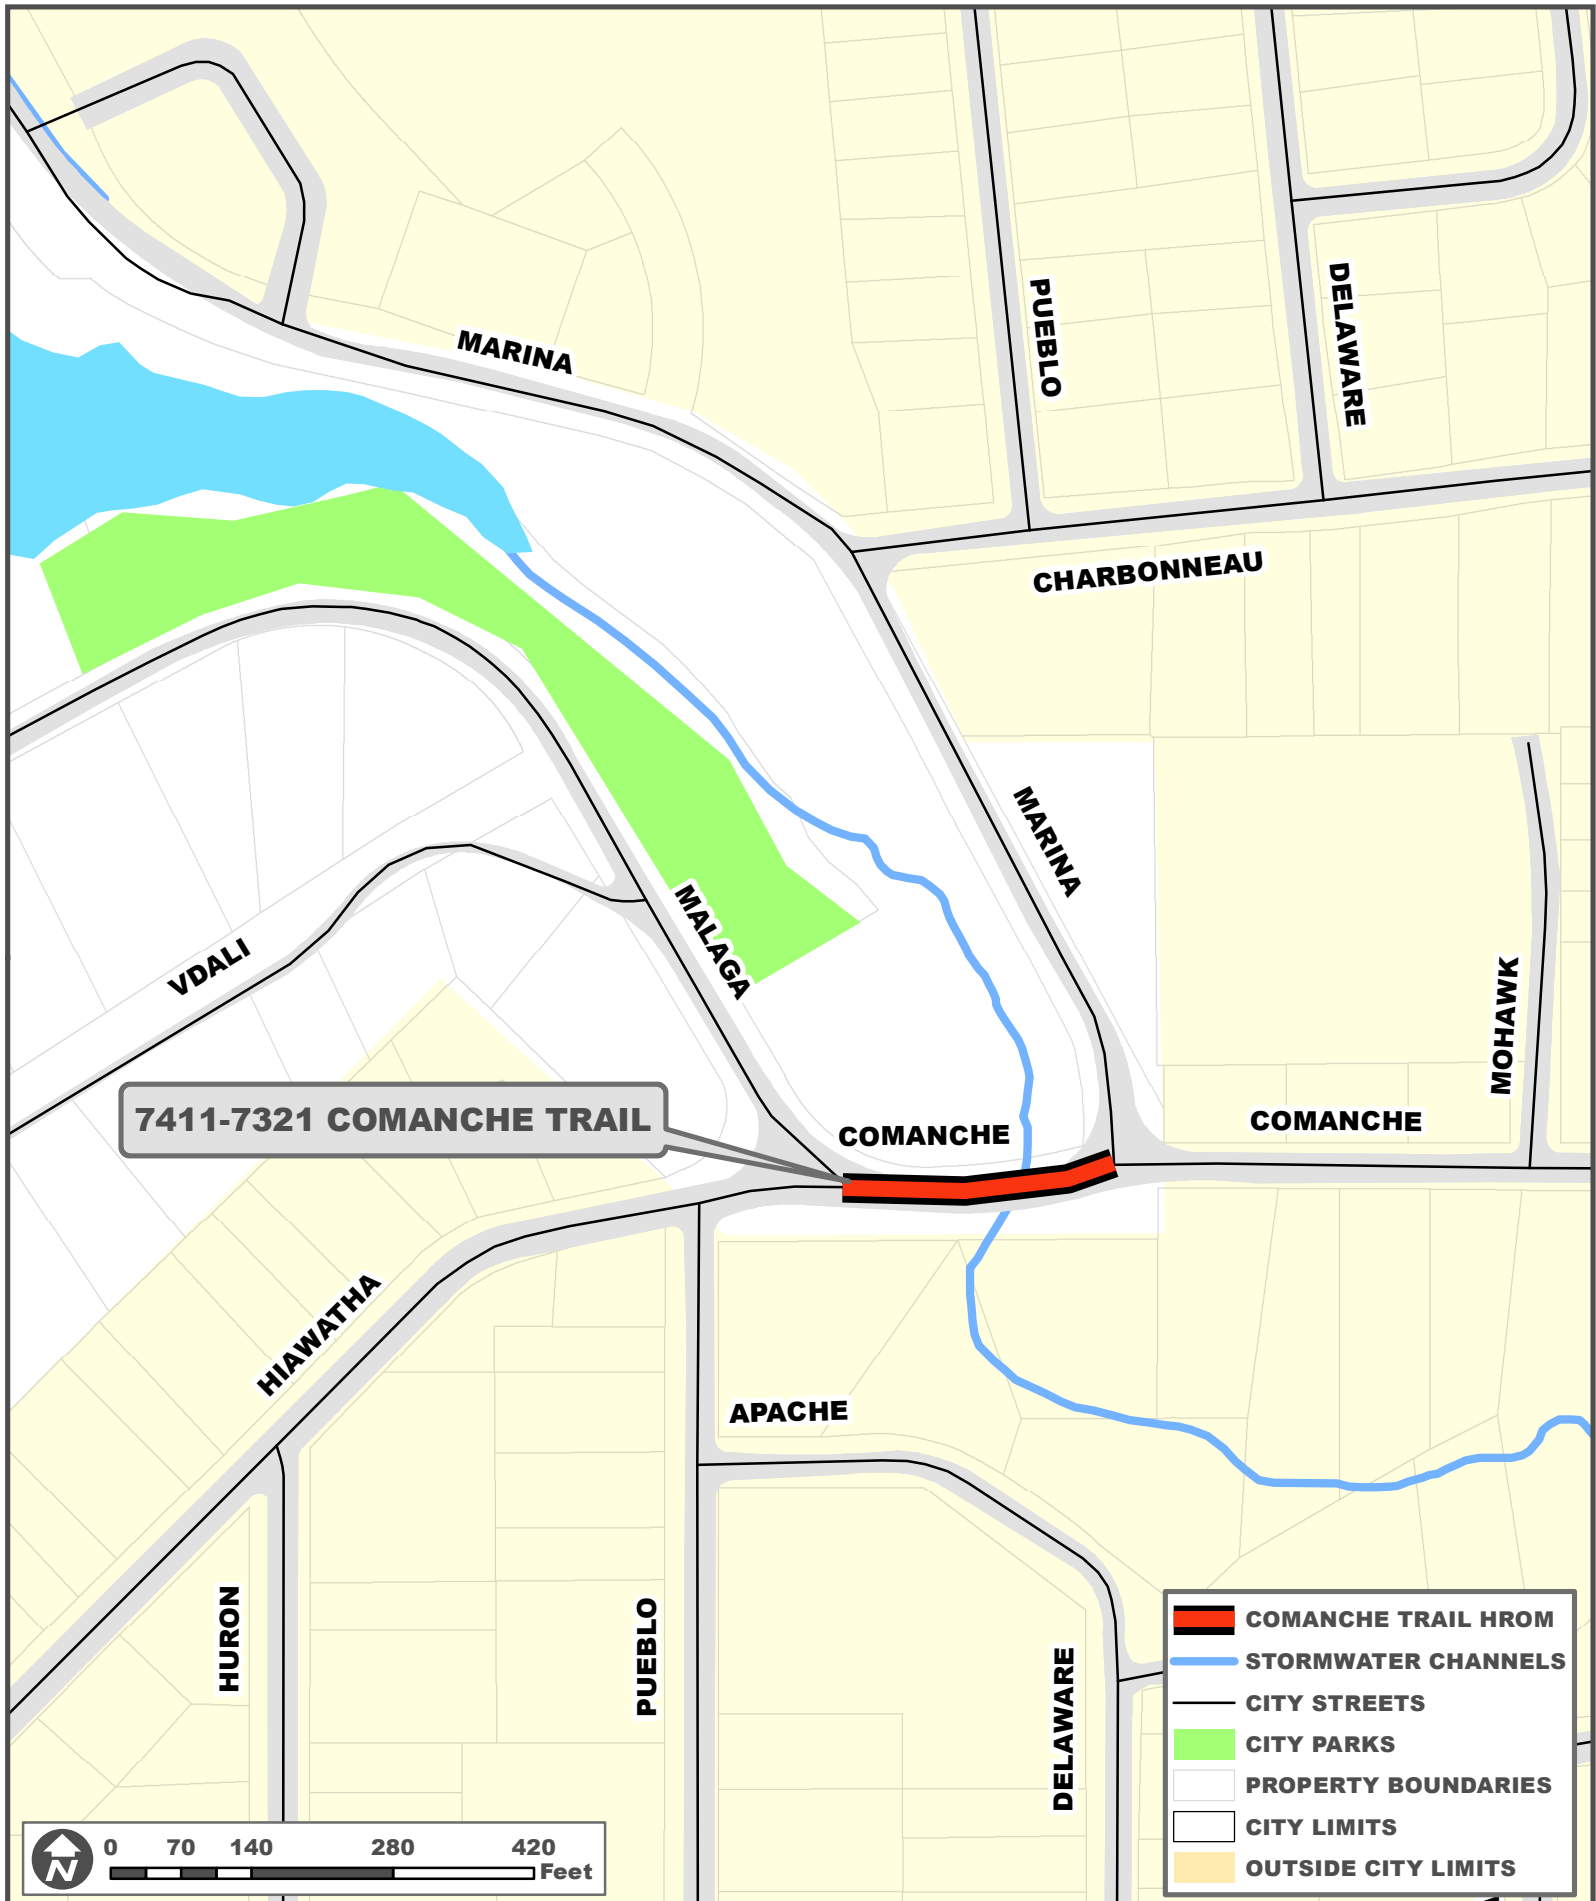 MARINA
PUEBLO
DELAWARE
CHARBONNEAU
MARINA
MALAGA
VDALI
MOHAWK
7411-7321 COMANCHE TRAIL
COMANCHE
COMANCHE
HIAWATHA
APACHE
HURON
PUEBLO
DELAWARE
COMANCHE TRAIL HROM
STORMWATER CHANNELS
CITY STREETS
CITY PARKS
PROPERTY BOUNDARIES
CITY LIMITS
OUTSIDE CITY LIMITS
N
0 70 140 280 420
Feet